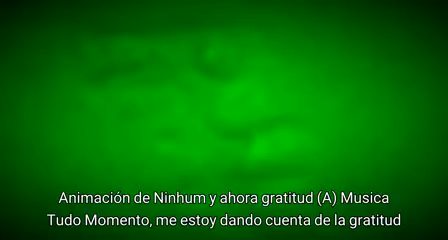 Animación de Ninhum y ahora gratitud (A) Musica
Tudo Momento, me estoy dando cuenta de la gratitud